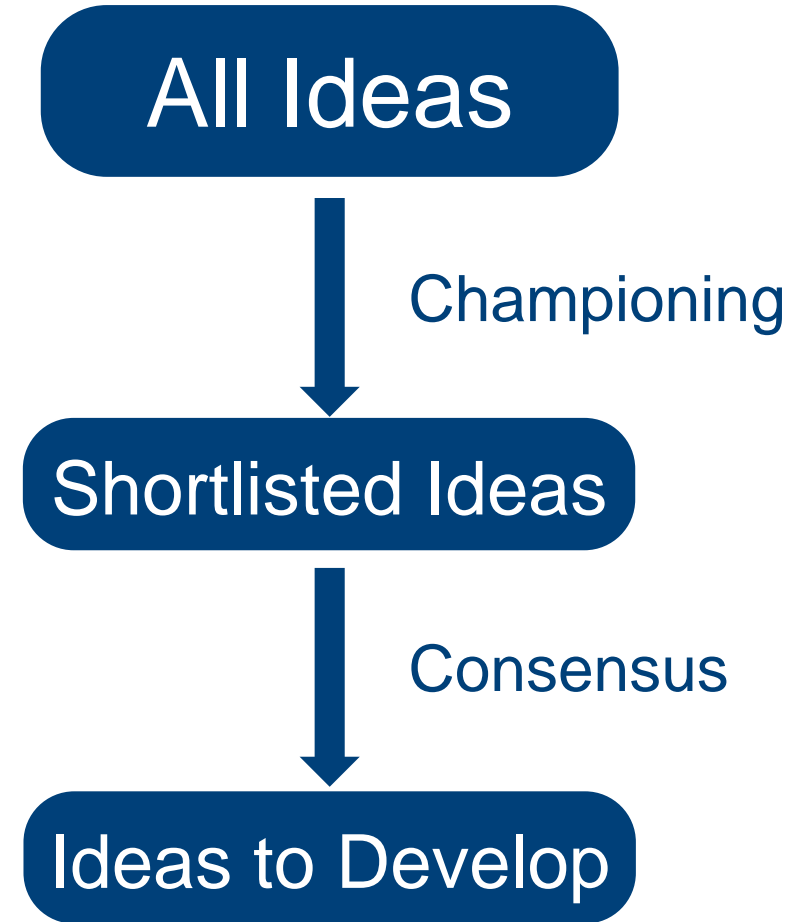 All Ideas
Championing
Shortlisted Ideas
Consensus
Ideas to Develop